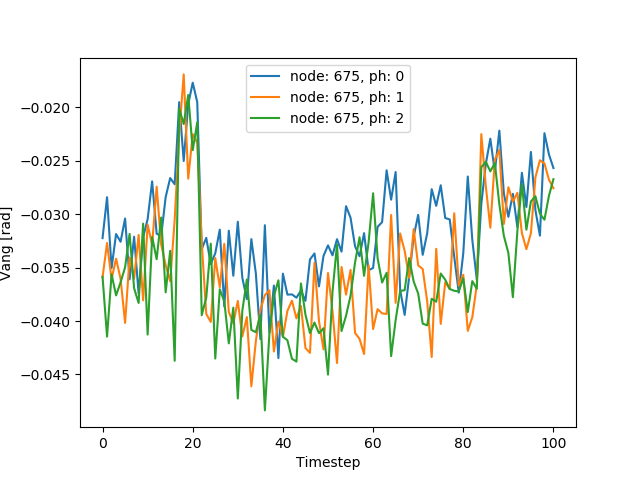 node: 675, ph: 0
node: 675, ph: 1
node: 675, ph: 2
−0.020
−0.025
−0.030
−0.035
−0.040
−0.045
Vang [rad]
0 20 40 60 80 100
Timestep